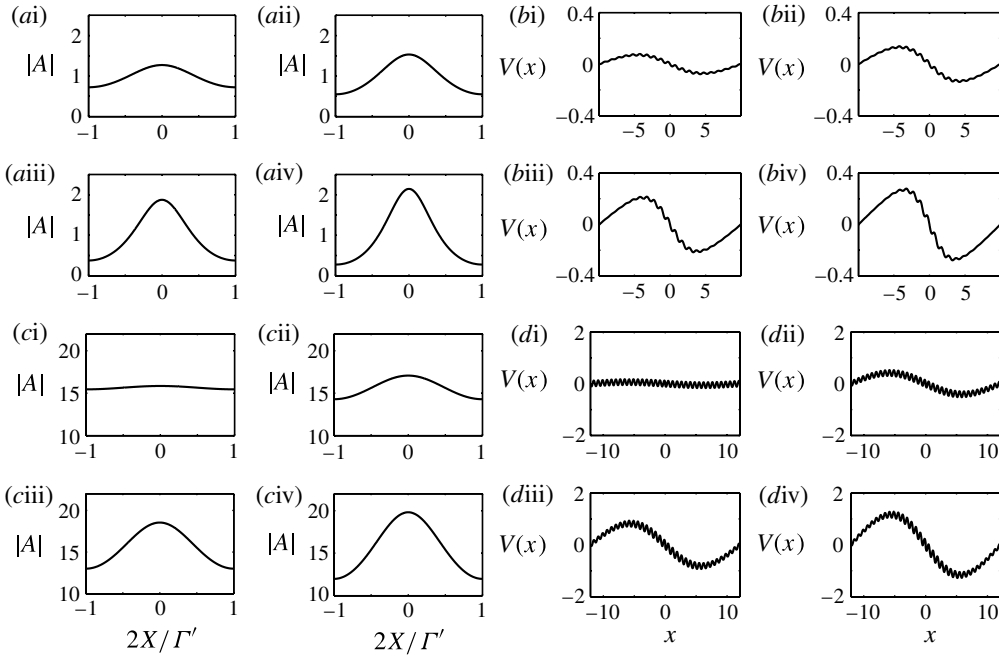 (ai) (aii) (bi) (bii)
2 2 0.4 0.4
|A| |A| V(x) V(x)
1 1 0 0
0 0 −0.4 −0.4
−1 0 1 −1 0 1 −5 0 5 −5 0 5
(aiii) (aiv) (biii) (biv)
2 2 0.4 0.4
|A| |A| V(x) V(x)
1 1 0 0
0 0 −0.4 −0.4
−1 0 1 −1 0 1 −5 0 5 −5 0 5
(ci) (cii) (di) (dii)
20 20 2 2
|A| |A| V(x) V(x)
15 15 0 0
10 10 −2 −2
−1 0 1 −1 0 1 −10 0 10 −10 0 10
(ciii) (civ) (diii) (div)
20 20 2 2
|A| |A| V(x) V(x)
15 15 0 0
10 10 −2 −2
−1 0 1 −1 0 1 −10 0 10 −10 0 10
2X/Γ′ 2X/Γ′ x x